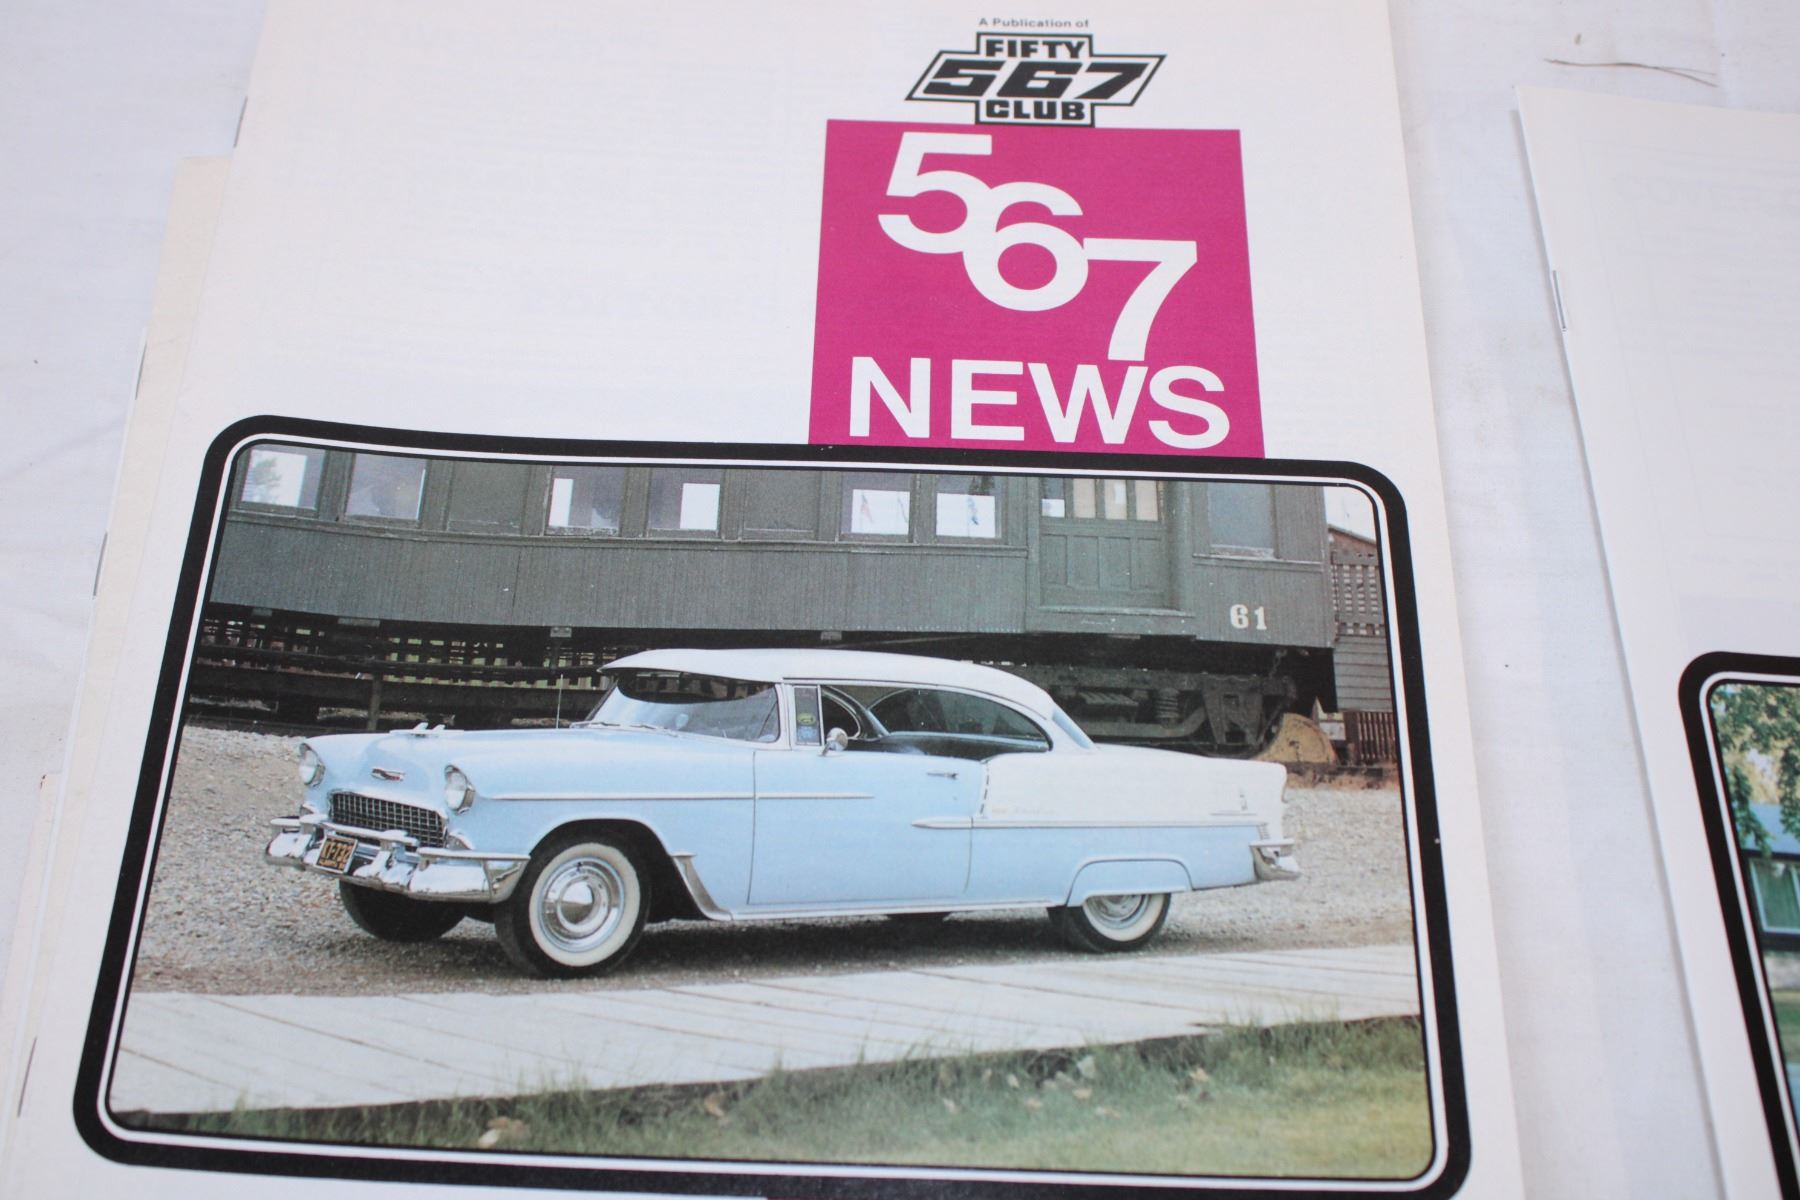 A Publication of
FIFTY
567
CLUB
567
NEWS
61